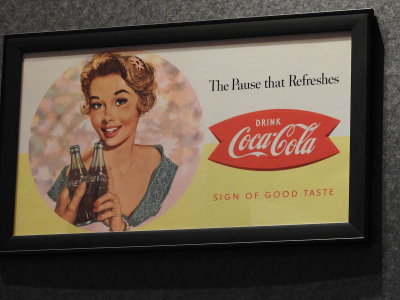 The Pause that Refreshes
DRINK
Coca-Cola
SIGN OF GOOD TASTE